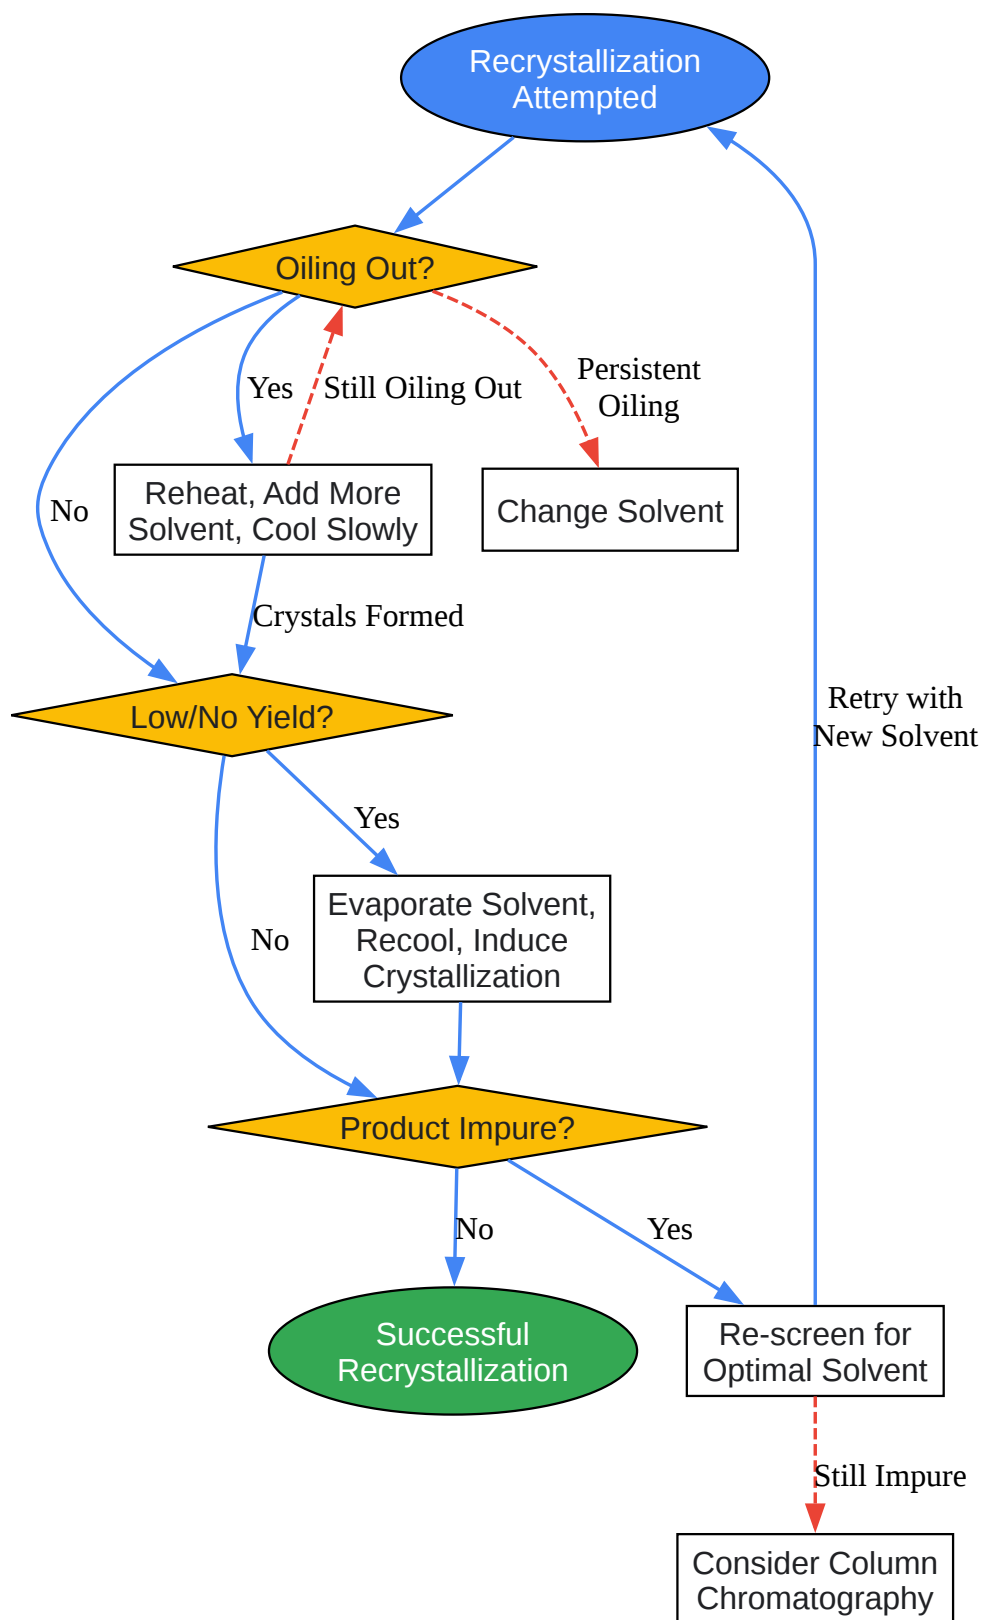 Recrystallization
Attempted
Oiling Out?
Persistent
Oiling
Yes
Still Oiling Out
No
Reheat, Add More
Solvent, Cool Slowly
Change Solvent
Crystals Formed
Low/No Yield?
Retry with
New Solvent
Yes
No
Evaporate Solvent,
Recool, Induce
Crystallization
Product Impure?
No
Yes
Successful
Recrystallization
Re-screen for
Optimal Solvent
Still Impure
Consider Column
Chromatography